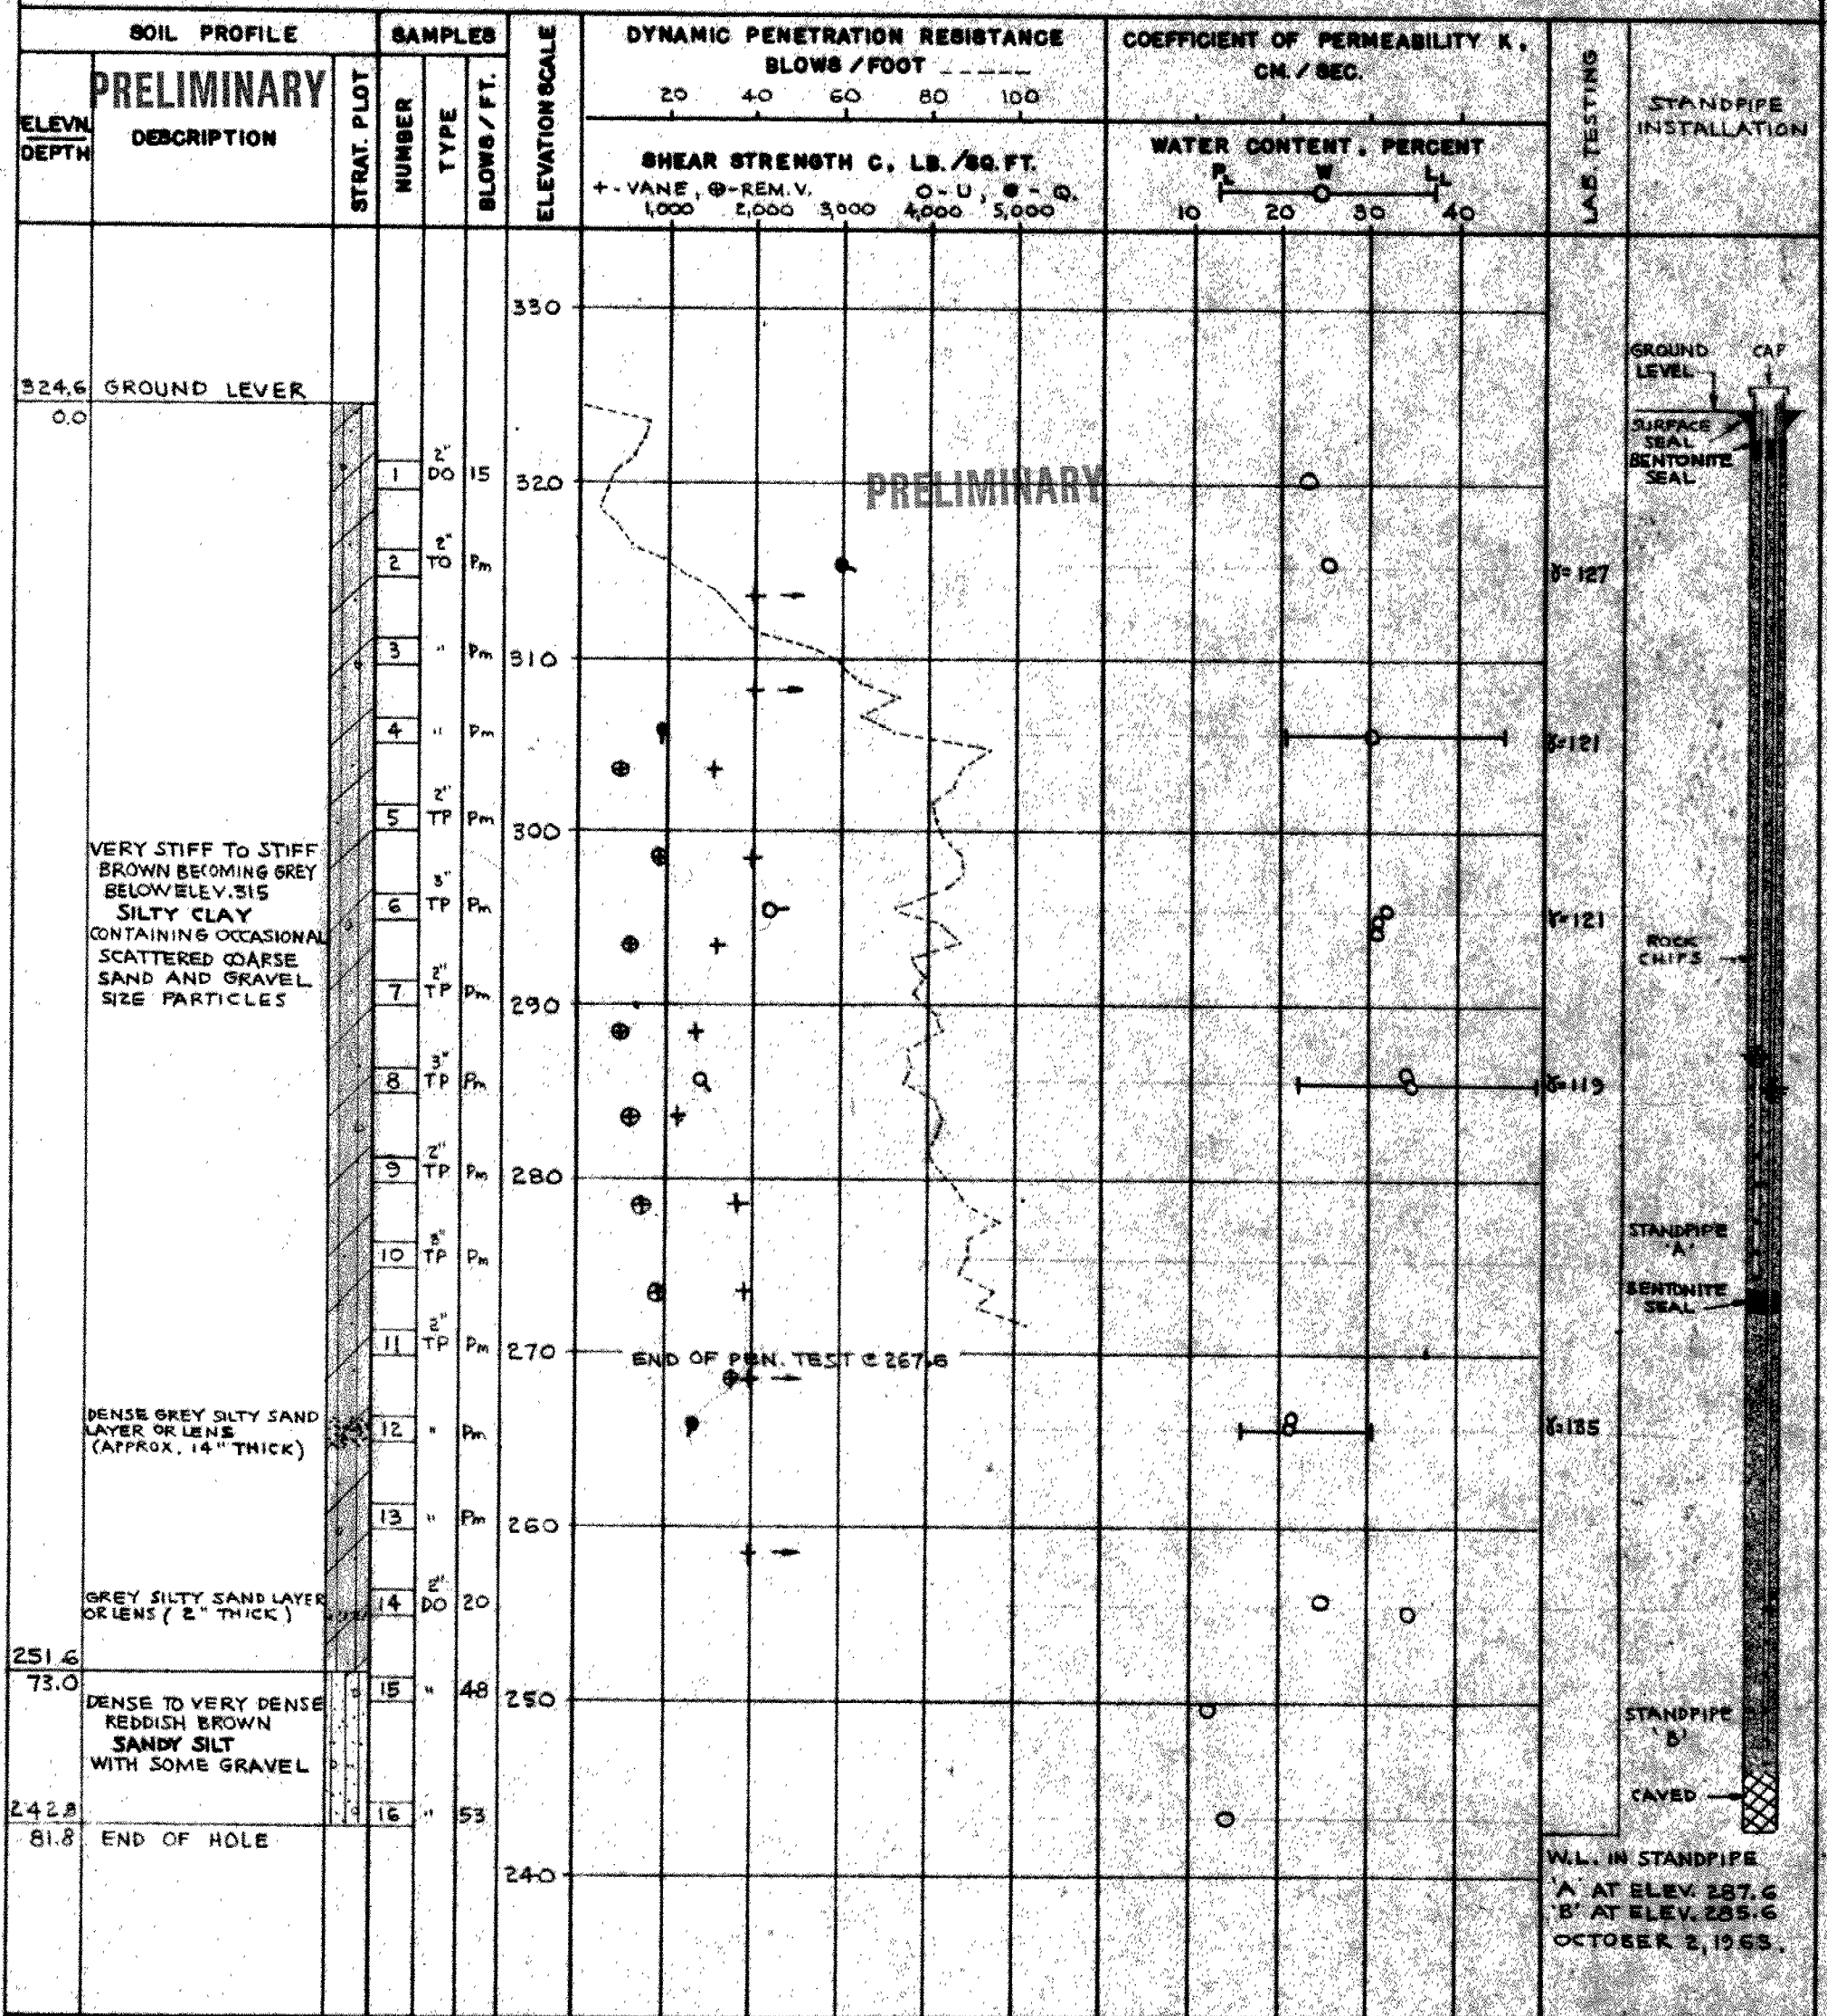 SOIL PROFILE
SAMPLES
ELEVATION SCALE
DYNAMIC PENETRATION RESISTANCE
BLOWS / FOOT
20 40 60 80 100
COEFFICIENT OF PERMEABILITY K,
CM. / SEC.
LAB. TESTING
STANDPIPE
INSTALLATION
PRELIMINARY
ELEVN.
DEPTH
DESCRIPTION
STRAT. PLOT
NUMBER
TYPE
BLOWS / FT.
SHEAR STRENGTH C, LB./SQ.FT.
+ - VANE, ⊕ - REM. V. O - U, ● - Q.
1,000 2,000 3,000 4,000 5,000
WATER CONTENT, PERCENT
PL W LL
10 20 30 40
330
GROUND
LEVEL
CAP
324.6 GROUND LEVER
0.0
SURFACE
SEAL
BENTONITE
SEAL
1 2" DO 15
320
PRELIMINARY
2 2" TO Pm
γ=127
3 " Pm
310
4 " Pm
γ=121
5 2" TP Pm
300
VERY STIFF TO STIFF
BROWN BECOMING GREY
BELOW ELEV. 315
SILTY CLAY
CONTAINING OCCASIONAL
SCATTERED COARSE
SAND AND GRAVEL
SIZE PARTICLES
6 3" TP Pm
γ=121
ROCK
CHIPS
7 2" TP Pm
290
8 3" TP Pm
γ=119
9 2" TP Pm
280
10 TP Pm
STANDPIPE
'A'
BENTONITE
SEAL
11 2" TP Pm
270
END OF PEN. TEST @ 267.6
DENSE GREY SILTY SAND
LAYER OR LENS
(APPROX. 14" THICK)
12 " Pm
13 " Pm
260
GREY SILTY SAND LAYER
OR LENS ( 2" THICK )
14 2" DO 20
251.6
73.0
15 " 48
250
DENSE TO VERY DENSE
REDDISH BROWN
SANDY SILT
WITH SOME GRAVEL
STANDPIPE
'B'
CAVED
242.8
16 " 53
81.8 END OF HOLE
240
W.L. IN STANDPIPE
'A' AT ELEV. 287.6
'B' AT ELEV. 285.6
OCTOBER 2, 1963.